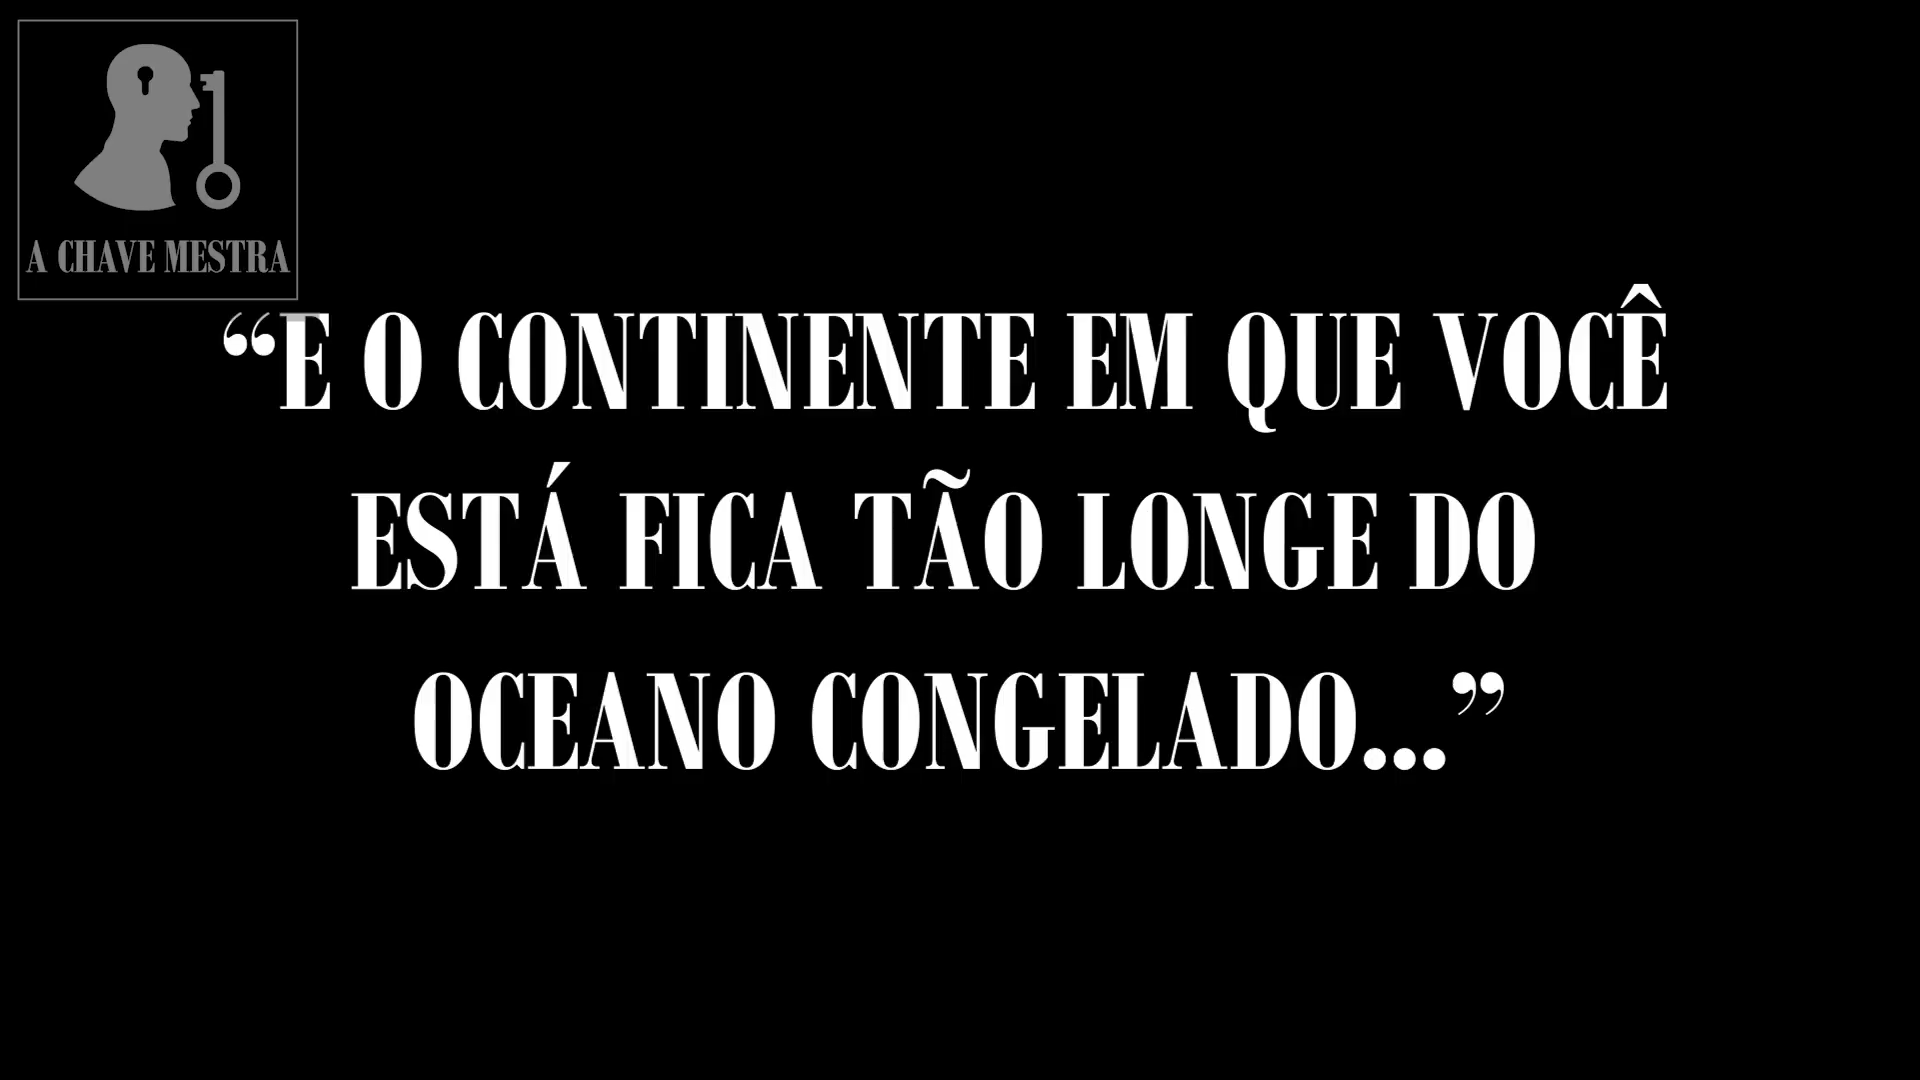 A CHAVE MESTRA
“E O CONTINENTE EM QUE VOCÊ
ESTÁ FICA TÃO LONGE DO
OCEANO CONGELADO...”